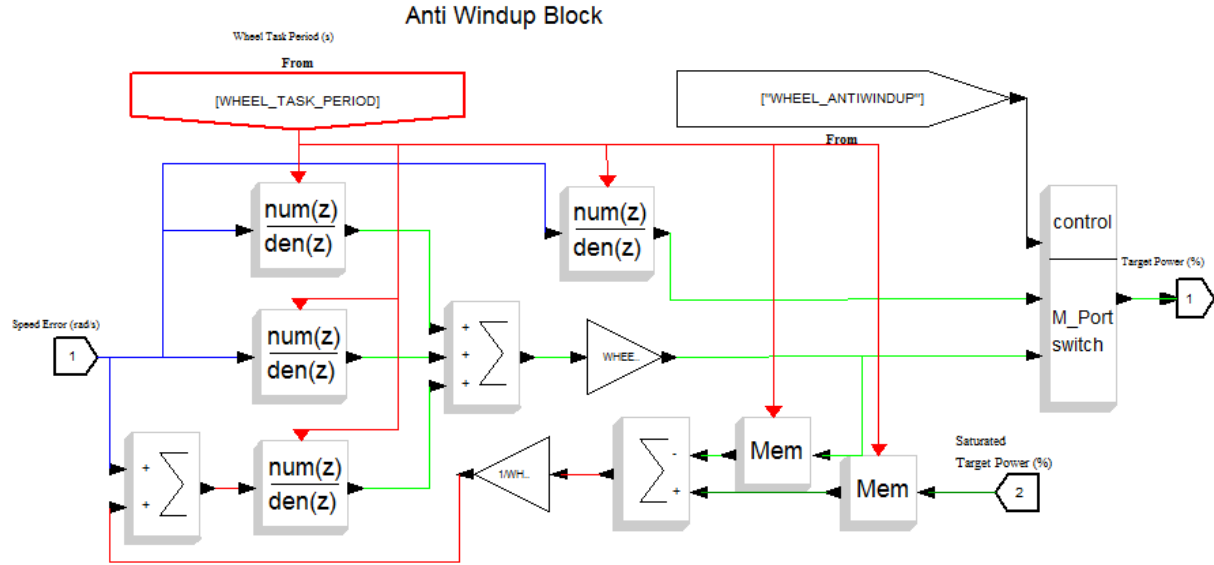 Anti Windup Block
Wheel Task Period (s)
From
[WHEEL_TASK_PERIOD]
["WHEEL_ANTIWINDUP"]
From
num(z)
den(z)
num(z)
den(z)
control
Target Power (%)
1
M_Port
switch
Speed Error (rad/s)
1
num(z)
den(z)
+
+
+
WHEE..
+
+
num(z)
den(z)
1/WH..
-
+
Mem
Mem
Saturated
Target Power (%)
2